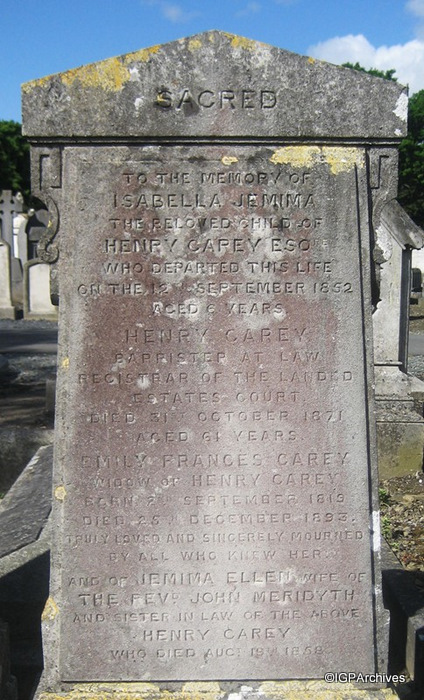 SACRED
TO THE MEMORY OF
ISABELLA JEMIMA
THE BELOVED CHILD OF
HENRY CAREY ESQ
WHO DEPARTED THIS LIFE
ON THE 12TH SEPTEMBER 1852
AGED 6 YEARS
HENRY CAREY
BARRISTER AT LAW
REGISTRAR OF THE LANDED
ESTATES COURT
DIED 31ST OCTOBER 1871
AGED 61 YEARS.
EMILY FRANCES CAREY
WIDOW OF HENRY CAREY
BORN 2ND SEPTEMBER 1819
DIED 25TH DECEMBER 1893.
TRULY LOVED AND SINCERELY MOURNED
BY ALL WHO KNEW HER.
AND OF JEMIMA ELLEN WIFE OF
THE REVD JOHN MERIDYTH
AND SISTER IN LAW OF THE ABOVE
HENRY CAREY
WHO DIED AUGT 19TH 1858
©IGPArchives